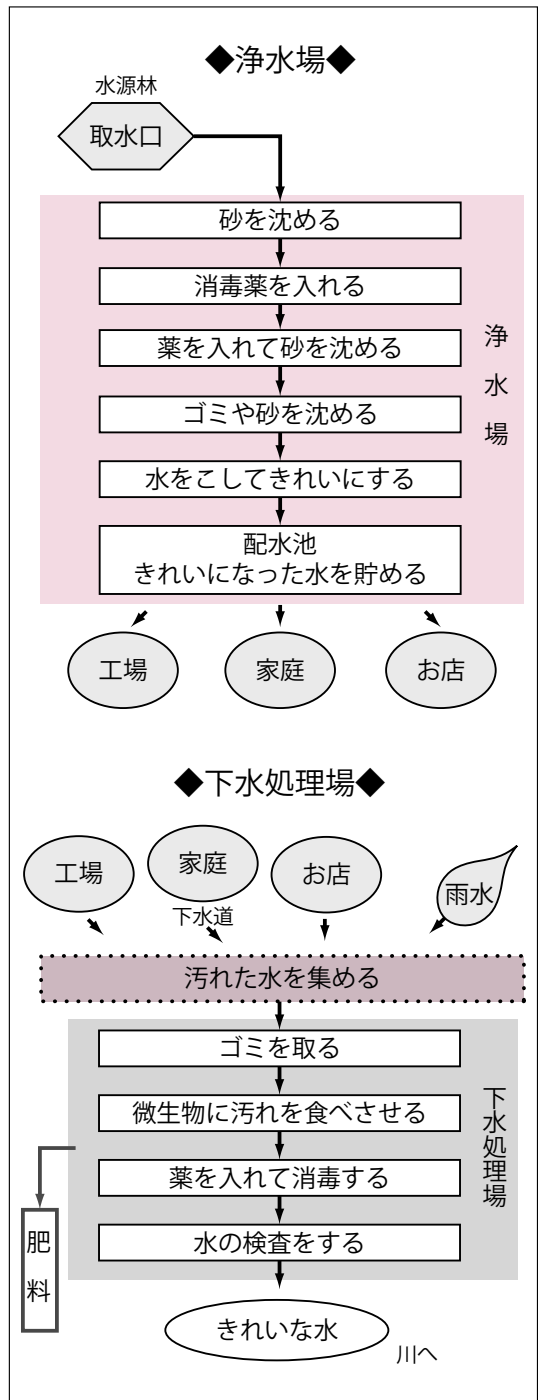 ◆浄水場◆
水源林
取水口
砂を沈める
消毒薬を入れる
薬を入れて砂を沈める
ゴミや砂を沈める
水をこしてきれいにする
配水池
きれいになった水を貯める
浄水場
工場
家庭
お店
◆下水処理場◆
工場
家庭
お店
雨水
下水道
汚れた水を集める
ゴミを取る
微生物に汚れを食べさせる
薬を入れて消毒する
水の検査をする
下水処理場
肥料
きれいな水
川へ